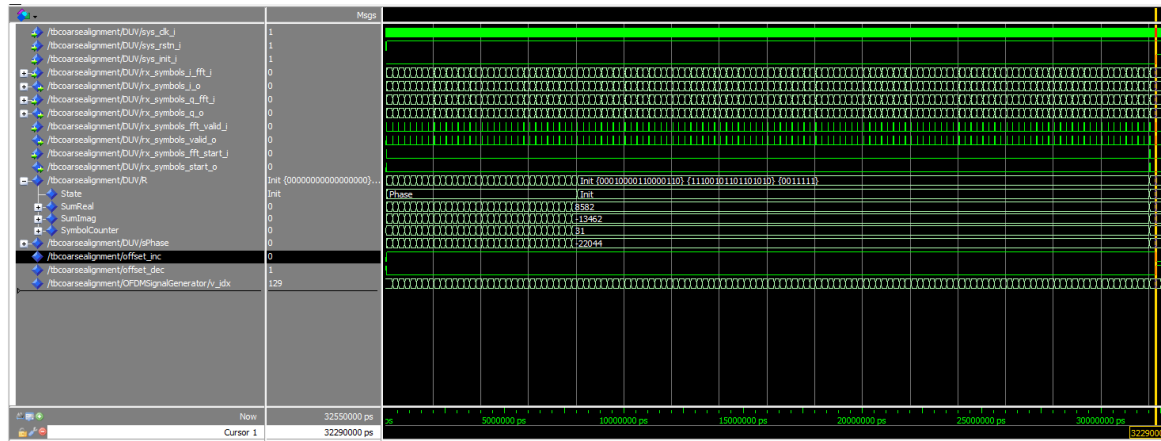 Msgs
/tbcoarsealignment/DUV/sys_clk_i 1
/tbcoarsealignment/DUV/sys_rstn_i 1
/tbcoarsealignment/DUV/sys_init_i 1
/tbcoarsealignment/DUV/rx_symbols_i_fft_i 0
/tbcoarsealignment/DUV/rx_symbols_i_o 0
/tbcoarsealignment/DUV/rx_symbols_q_fft_i 0
/tbcoarsealignment/DUV/rx_symbols_q_o 0
/tbcoarsealignment/DUV/rx_symbols_fft_valid_i 0
/tbcoarsealignment/DUV/rx_symbols_valid_o 0
/tbcoarsealignment/DUV/rx_symbols_fft_start_i 0
/tbcoarsealignment/DUV/rx_symbols_start_o 0
/tbcoarsealignment/DUV/R Init {0000000000000000}... Init {0001000011000011 0} {1110010110110101 0} {0011111}
State Init Phase Init
SumReal 0 8582
SumImag 0 -13462
SymbolCounter 0 31
/tbcoarsealignment/DUV/sPhase 0 -22044
/tbcoarsealignment/offset_inc 0
/tbcoarsealignment/offset_dec 1
/tbcoarsealignment/OFDMSignalGenerator/v_idx 129
Now 32550000 ps ps 5000000 ps 10000000 ps 15000000 ps 20000000 ps 25000000 ps 30000000 ps
Cursor 1 32290000 ps 3229000